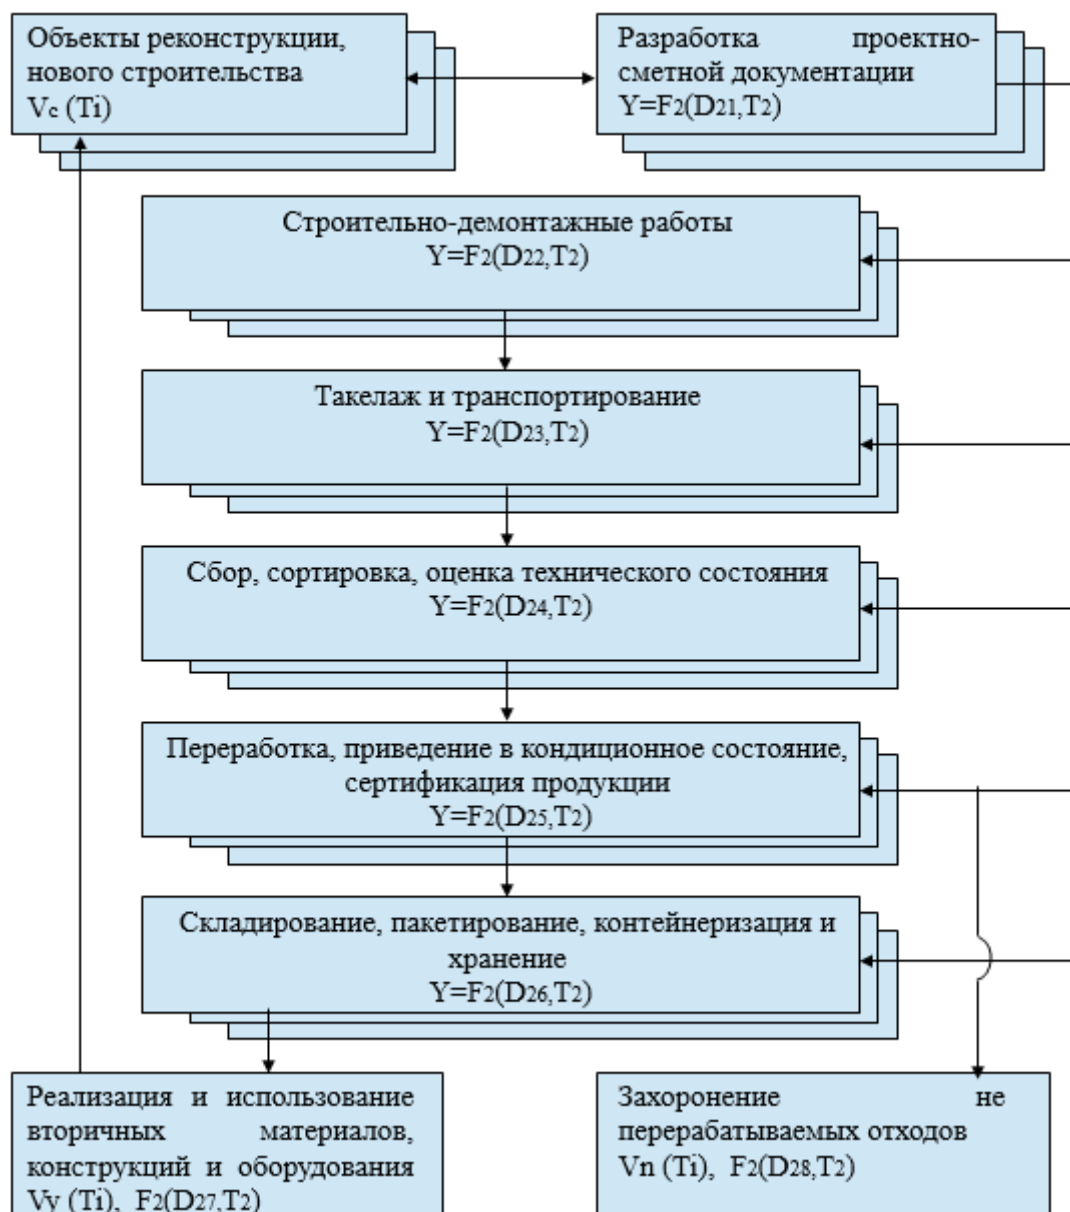 Объекты реконструкции,
нового строительства
Vc (Ti)
Разработка проектно-
сметной документации
Y=F2(D21,T2)
Строительно-демонтажные работы
Y=F2(D22,T2)
Такелаж и транспортирование
Y=F2(D23,T2)
Сбор, сортировка, оценка технического состояния
Y=F2(D24,T2)
Переработка, приведение в кондиционное состояние,
сертификация продукции
Y=F2(D25,T2)
Складирование, пакетирование, контейнеризация и
хранение
Y=F2(D26,T2)
Реализация и использование
вторичных материалов,
конструкций и оборудования
Vy (Ti), F2(D27,T2)
Захоронение не
перерабатываемых отходов
Vn (Ti), F2(D28,T2)